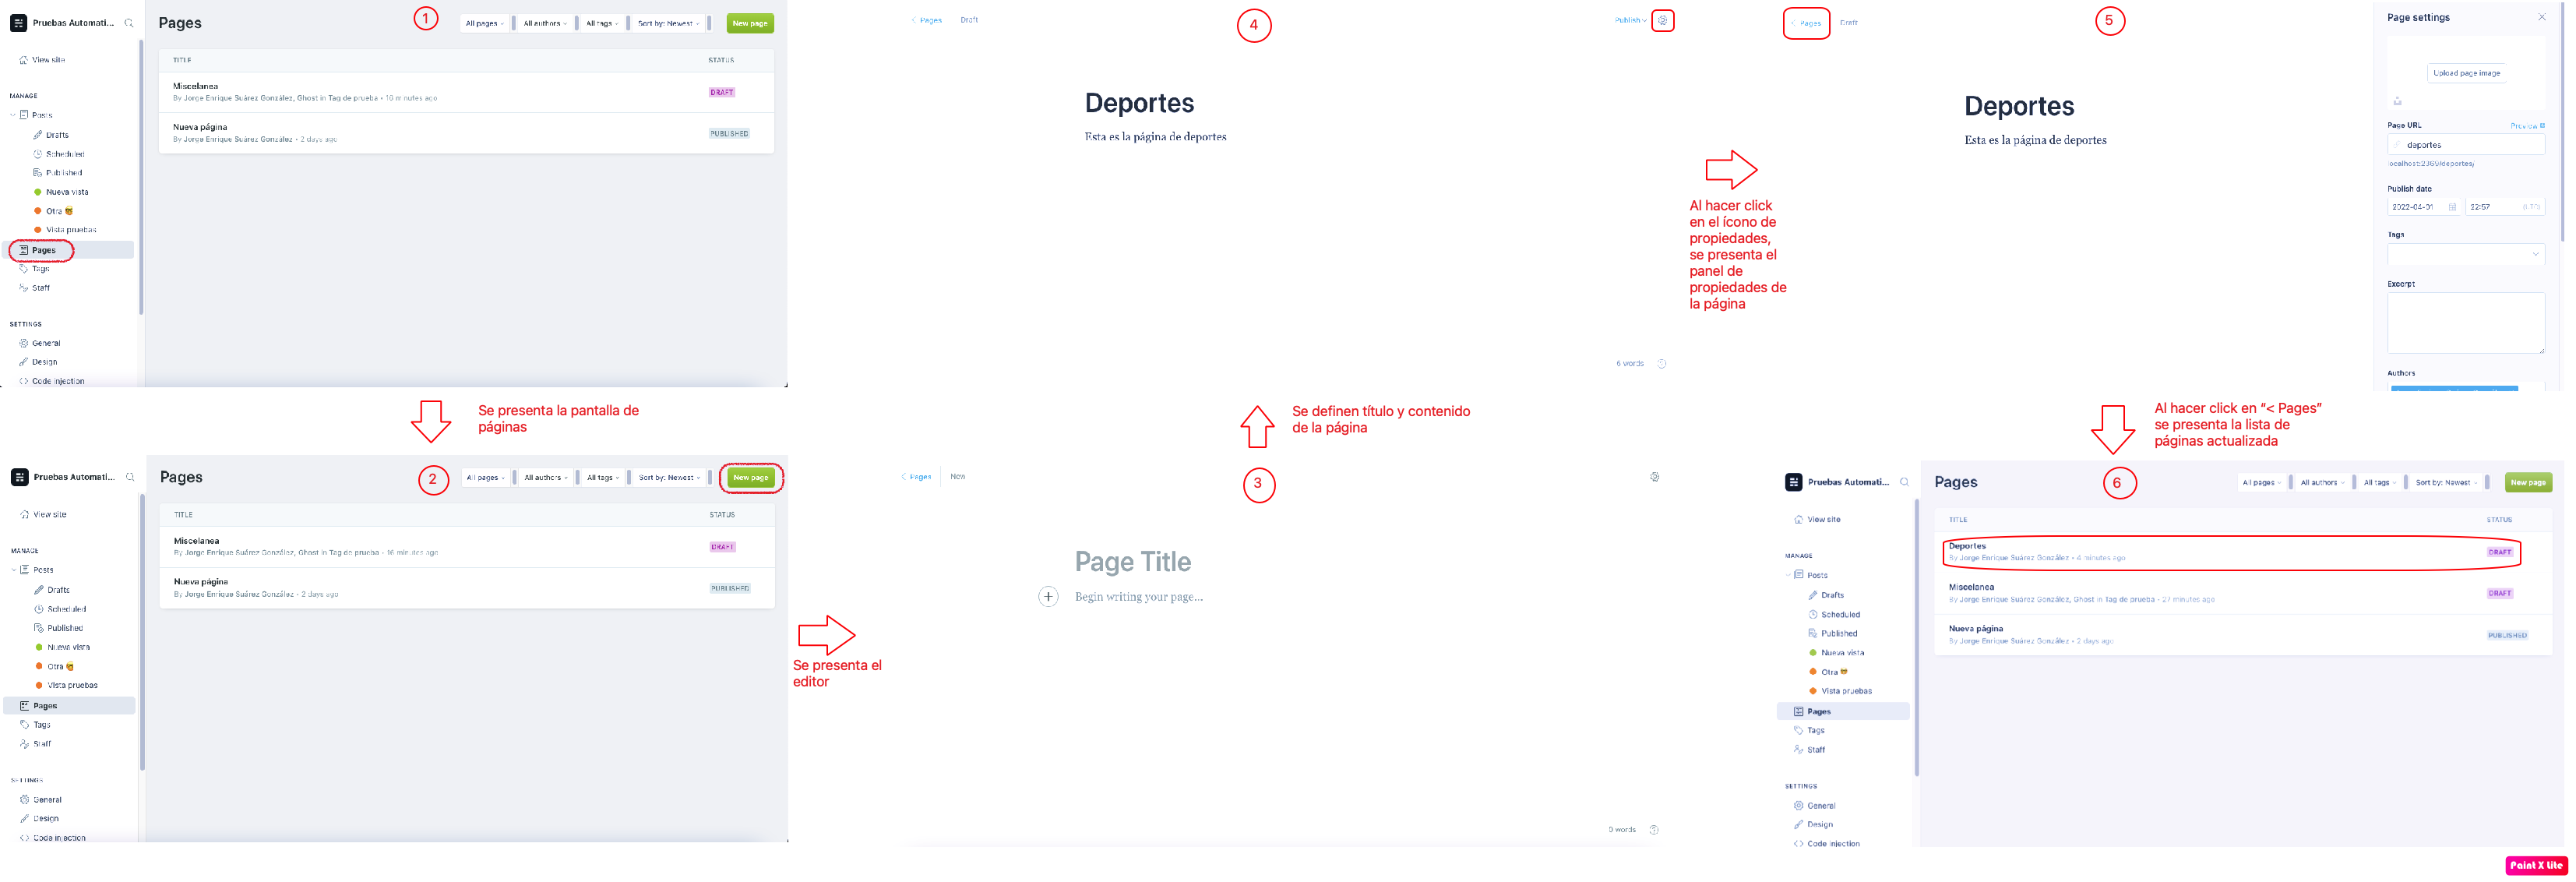 Pruebas Automati...
View site
MANAGE
Posts
Drafts
Scheduled
Published
Nueva vista
Otra 🤠
Vista pruebas
Pages
Tags
Staff
SETTINGS
General
Design
Code injection
Pages
1
All pages
All authors
All tags
Sort by: Newest
New page
TITLE
STATUS
Miscelanea
By Jorge Enrique Suárez González, Ghost in Tag de prueba • 16 minutes ago
DRAFT
Nueva página
By Jorge Enrique Suárez González • 2 days ago
PUBLISHED
Se presenta la pantalla de
páginas
Pruebas Automati...
View site
MANAGE
Posts
Drafts
Scheduled
Published
Nueva vista
Otra 🤠
Vista pruebas
Pages
Tags
Staff
SETTINGS
General
Design
Code injection
Pages
2
All pages
All authors
All tags
Sort by: Newest
New page
TITLE
STATUS
Miscelanea
By Jorge Enrique Suárez González, Ghost in Tag de prueba • 16 minutes ago
DRAFT
Nueva página
By Jorge Enrique Suárez González • 2 days ago
PUBLISHED
Se presenta el
editor
< Pages
New
3
Page Title
Begin writing your page...
0 words
Se definen título y contenido
de la página
< Pages
Draft
4
Publish
Deportes
Esta es la página de deportes
6 words
Al hacer click
en el ícono de
propiedades,
se presenta el
panel de
propiedades de
la página
< Pages
Draft
5
Deportes
Esta es la página de deportes
Page settings
Upload page image
Page URL
Preview
deportes
localhost:2369/deportes/
Publish date
2022-04-01
22:57
(UTC)
Tags
Excerpt
Authors
Al hacer click en “< Pages”
se presenta la lista de
páginas actualizada
Pruebas Automati...
View site
MANAGE
Posts
Drafts
Scheduled
Published
Nueva vista
Otra 🤠
Vista pruebas
Pages
Tags
Staff
SETTINGS
General
Design
Code injection
Pages
6
All pages
All authors
All tags
Sort by: Newest
New page
TITLE
STATUS
Deportes
By Jorge Enrique Suárez González • 4 minutes ago
DRAFT
Miscelanea
By Jorge Enrique Suárez González, Ghost in Tag de prueba • 27 minutes ago
DRAFT
Nueva página
By Jorge Enrique Suárez González • 2 days ago
PUBLISHED
Paint X Lite